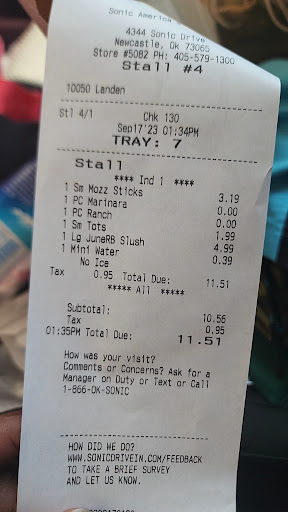 Sonic America
4344 Sonic Drive
Newcastle, OK 73065
Store #5082 PH: 405-579-1300
Stall #4
10050 Landen
Stl 4/1 Chk 130
Sep17'23 01:34PM
TRAY: 7
Stall
**** Ind 1 ****
1 Sm Mozz Sticks 3.19
1 PC Marinara 0.00
1 PC Ranch 0.00
1 Sm Tots 1.99
1 Lg JuneRB Slush 4.99
1 Mini Water 0.39
No Ice
Tax 0.95 Total Due: 11.51
***** All *****
Subtotal: 10.56
Tax 0.95
01:35PM Total Due: 11.51
How was your visit?
Comments or Concerns? Ask for a
Manager on Duty or Text or Call
1-866-OK-SONIC
HOW DID WE DO?
WWW.SONICDRIVEIN.COM/FEEDBACK
TO TAKE A BRIEF SURVEY
AND LET US KNOW.